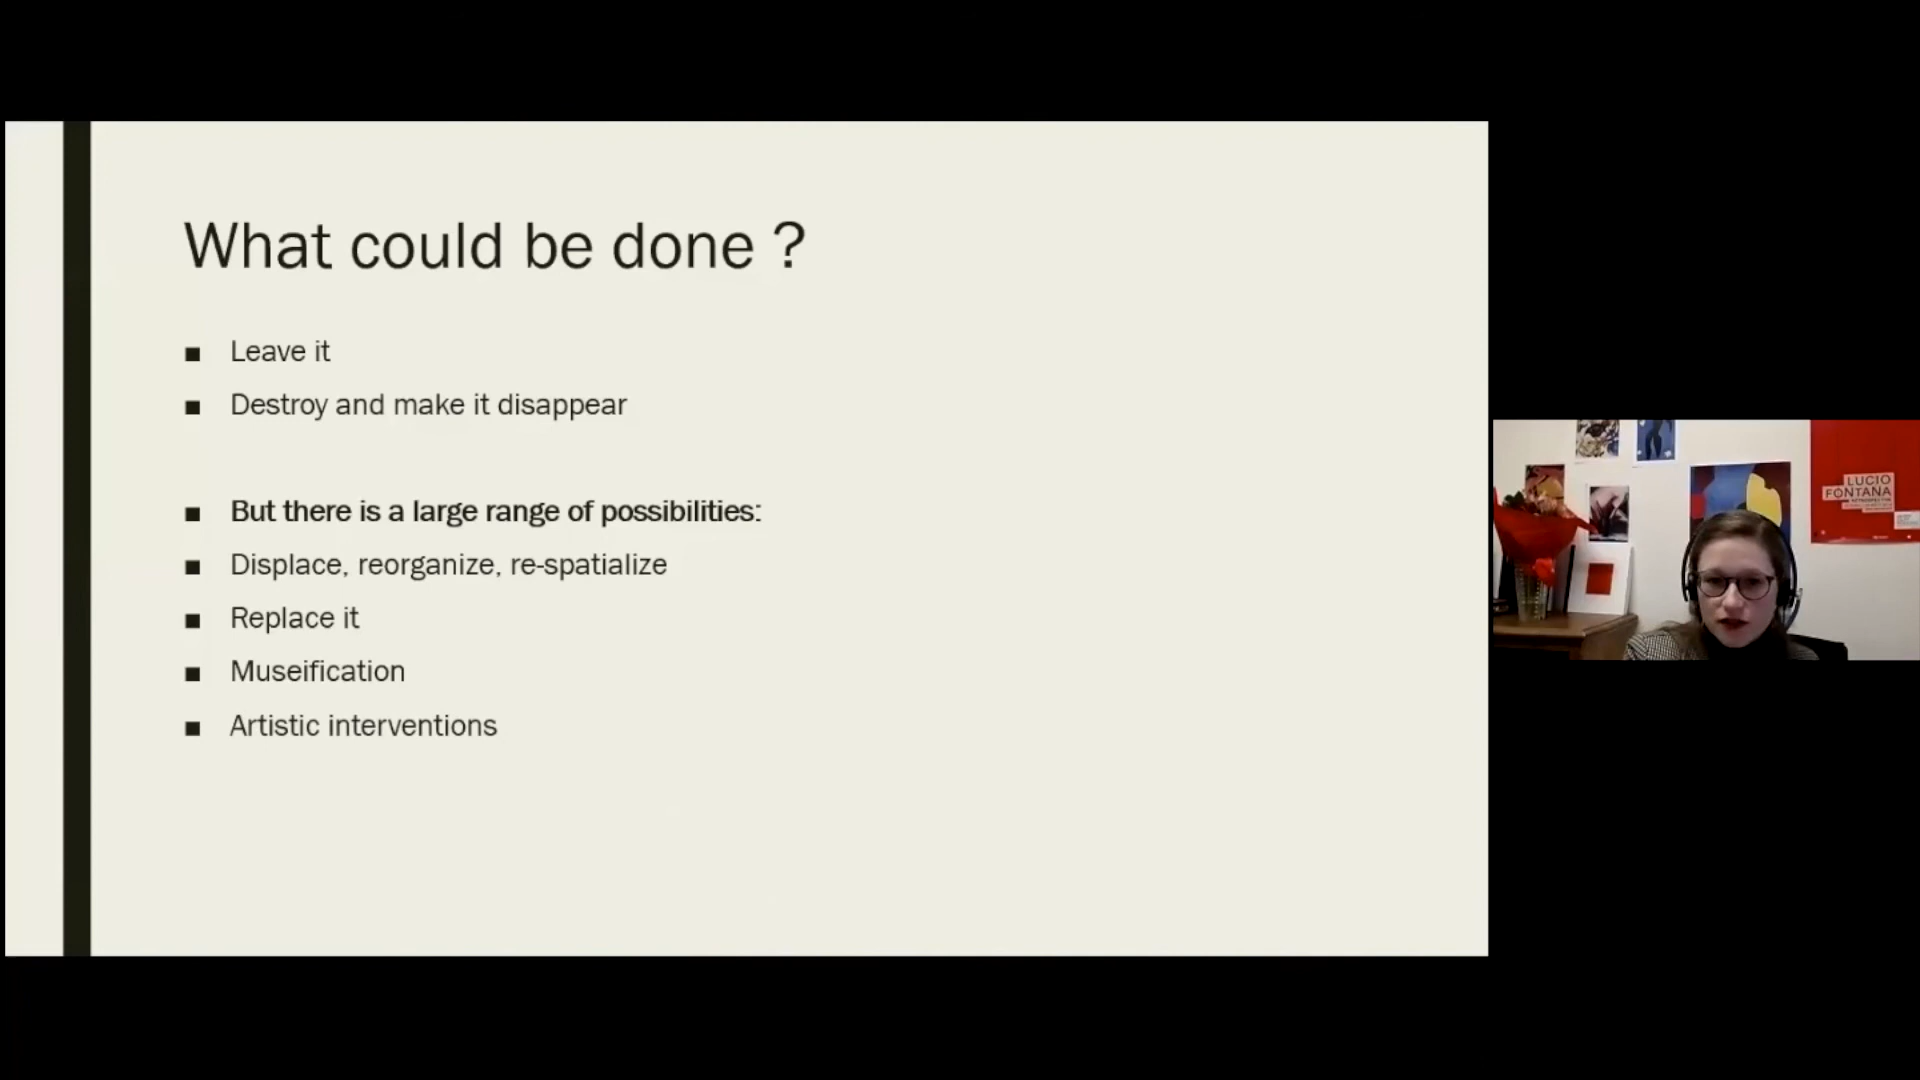 What could be done ?
■ Leave it
■ Destroy and make it disappear
■ But there is a large range of possibilities:
■ Displace, reorganize, re-spatialize
■ Replace it
■ Museification
■ Artistic interventions
LUCIO
FONTANA